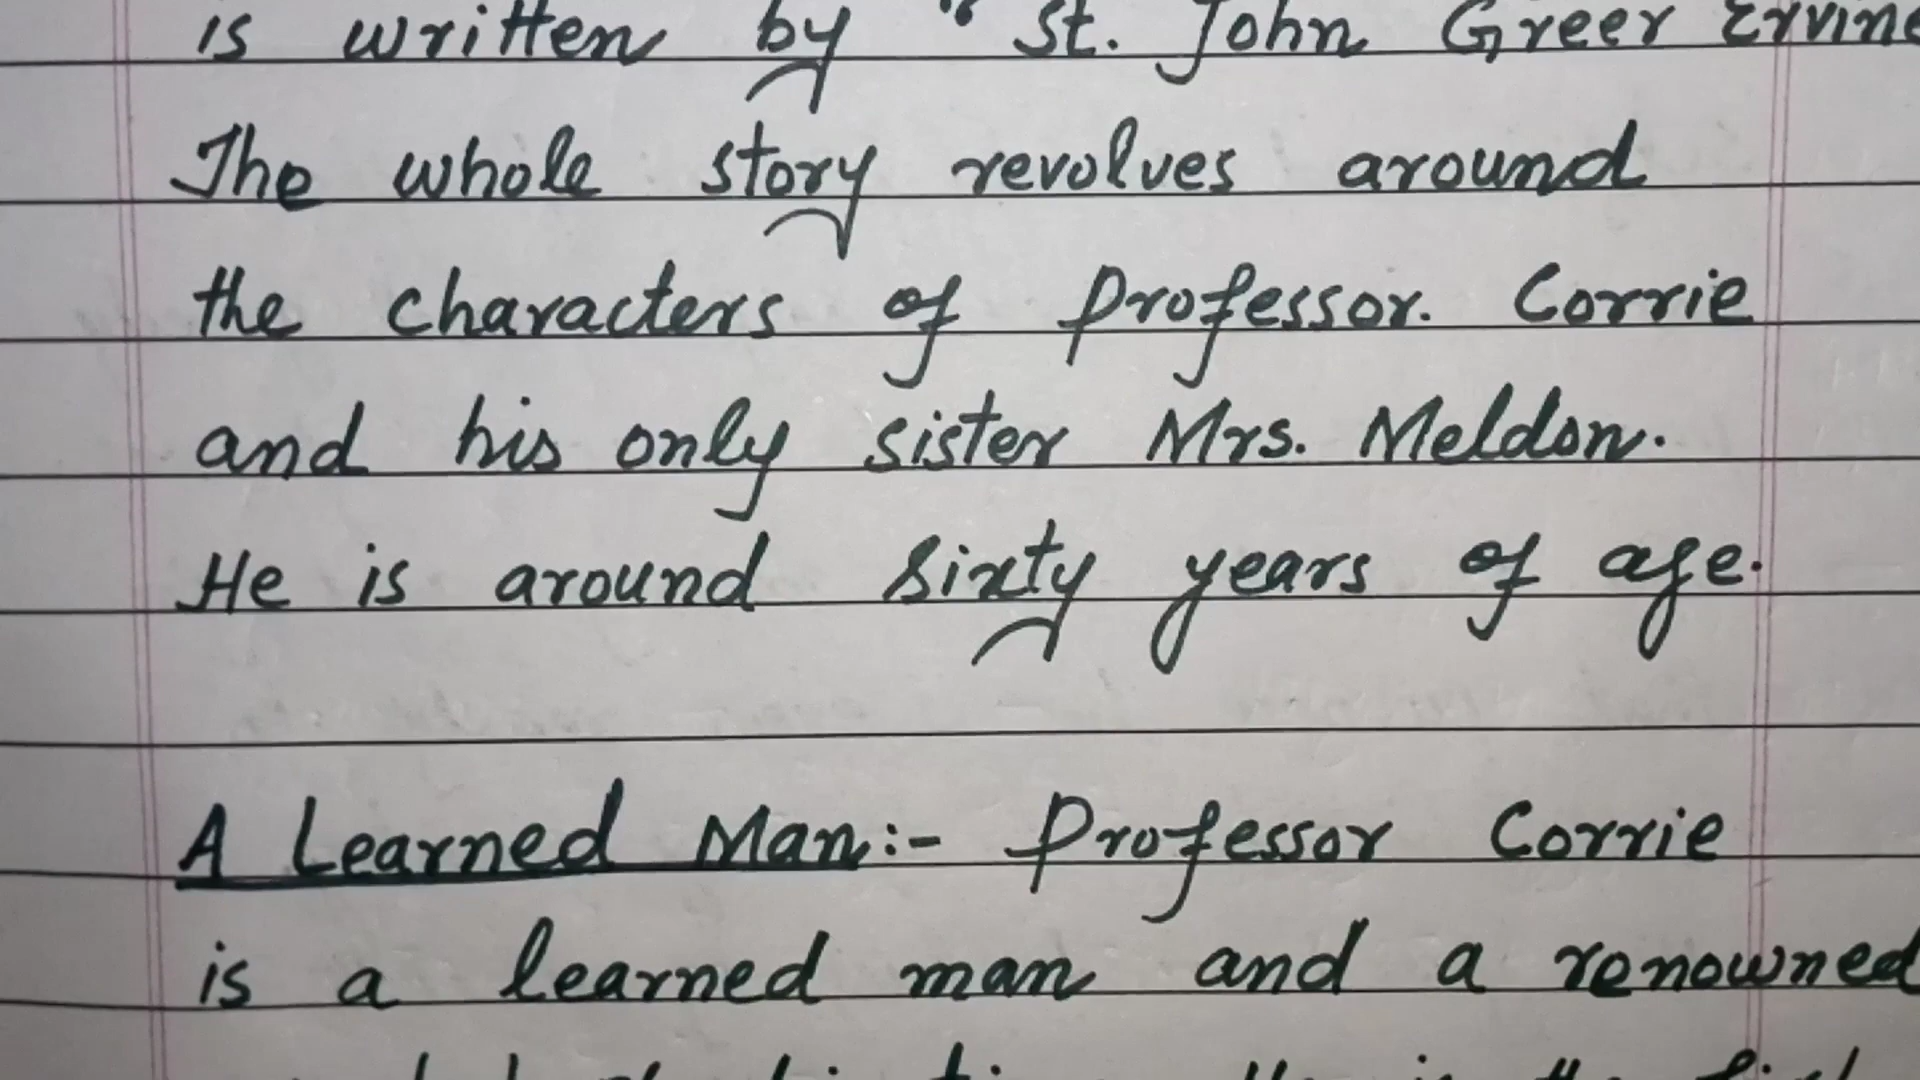 is written by " St. John Greer Ervine
The whole story revolves around
the characters of professor. Corrie
and his only sister Mrs. Meldon.
He is around sixty years of age.
A Learned Man:- Professor Corrie
is a learned man and a renowned